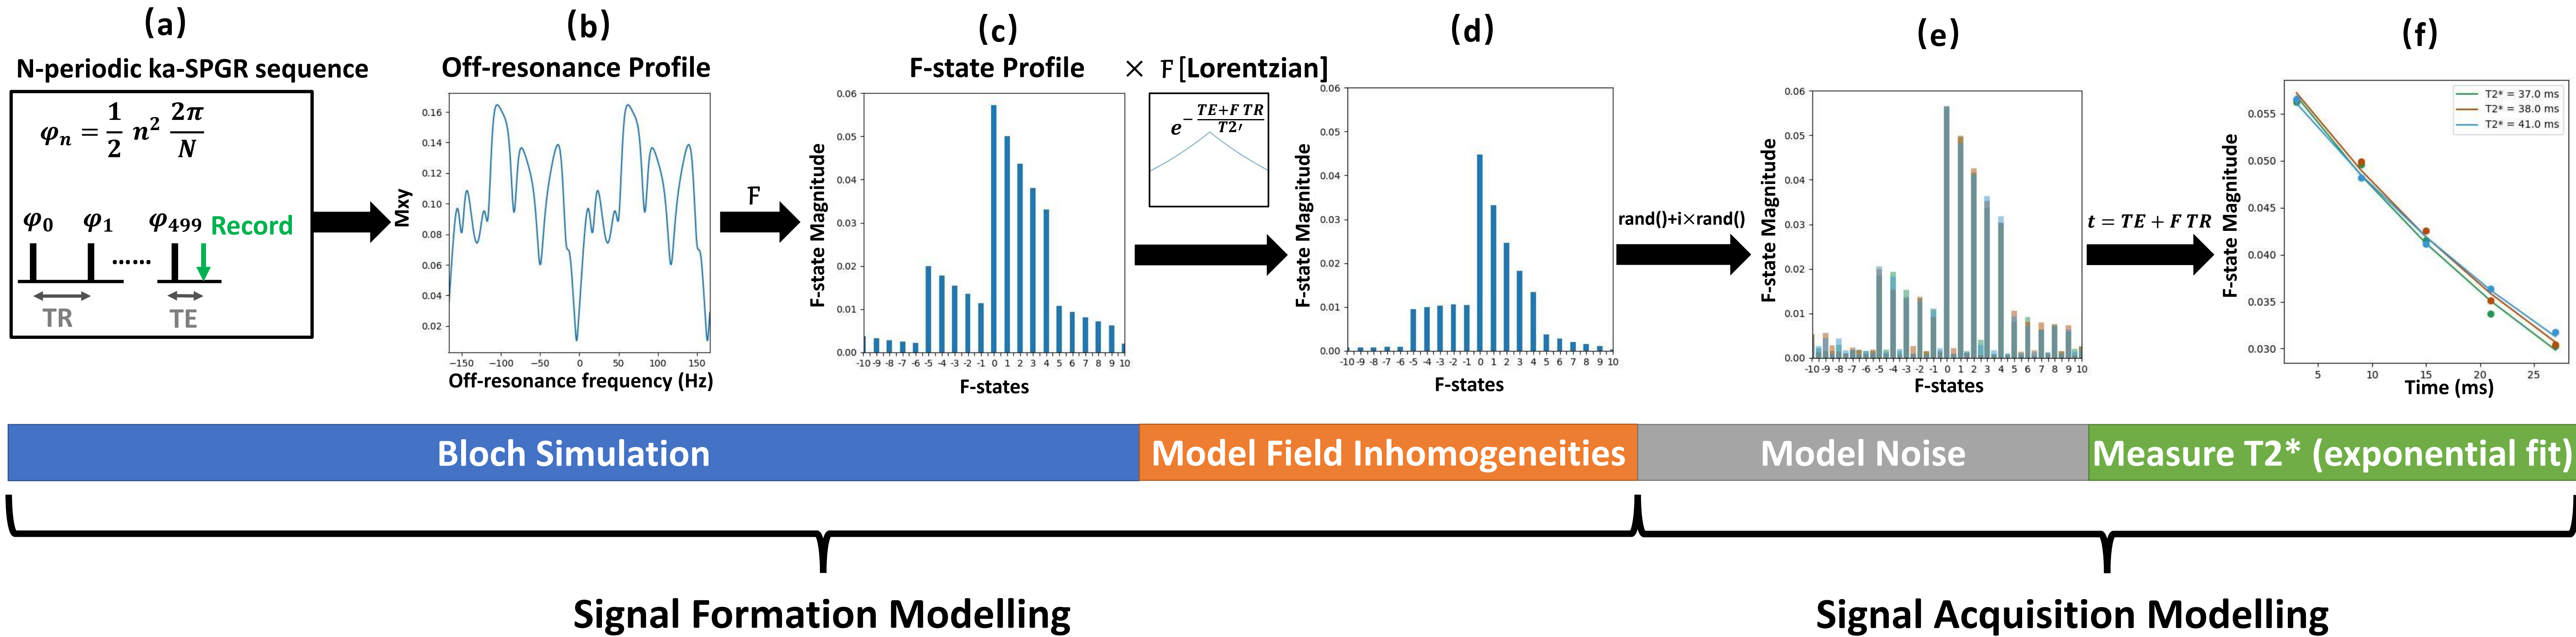 (a)
N-periodic ka-SPGR sequence
φn = 1/2 n² 2π/N
φ0 φ1 φ499 Record
......
TR TE
(b)
Off-resonance Profile
Mxy
0.16
0.14
0.12
0.10
0.08
0.06
0.04
0.02
−150 −100 −50 0 50 100 150
Off-resonance frequency (Hz)
F
(c)
F-state Profile × F [Lorentzian]
F-state Magnitude
0.06
0.05
0.04
0.03
0.02
0.01
0.00
-10 -9 -8 -7 -6 -5 -4 -3 -2 -1 0 1 2 3 4 5 6 7 8 9 10
F-states
e^−(TE+F TR)/T2′
(d)
F-state Magnitude
0.06
0.05
0.04
0.03
0.02
0.01
0.00
-10 -9 -8 -7 -6 -5 -4 -3 -2 -1 0 1 2 3 4 5 6 7 8 9 10
F-states
rand()+i×rand()
(e)
F-state Magnitude
0.06
0.05
0.04
0.03
0.02
0.01
0.00
-10 -9 -8 -7 -6 -5 -4 -3 -2 -1 0 1 2 3 4 5 6 7 8 9 10
F-states
t = TE + F TR
(f)
F-state Magnitude
0.055
0.050
0.045
0.040
0.035
0.030
T2* = 37.0 ms
T2* = 38.0 ms
T2* = 41.0 ms
5 10 15 20 25
Time (ms)
Bloch Simulation
Model Field Inhomogeneities
Model Noise
Measure T2* (exponential fit)
Signal Formation Modelling
Signal Acquisition Modelling